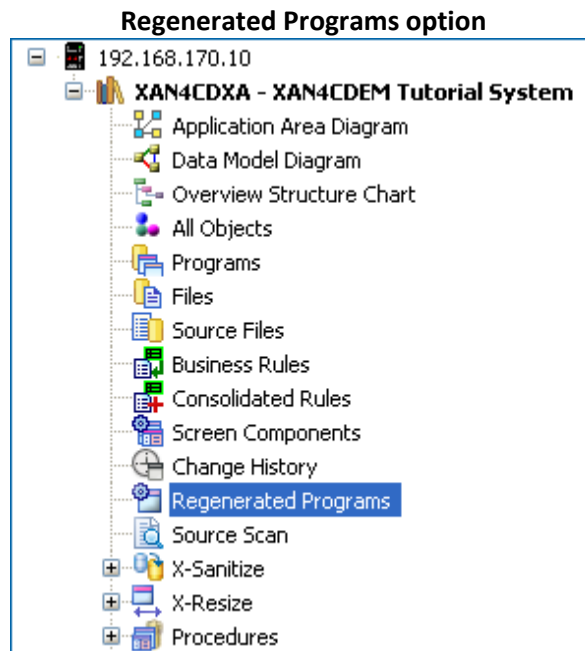 Regenerated Programs option
192.168.170.10
XAN4CDXA - XAN4CDEM Tutorial System
Application Area Diagram
Data Model Diagram
Overview Structure Chart
All Objects
Programs
Files
Source Files
Business Rules
Consolidated Rules
Screen Components
Change History
Regenerated Programs
Source Scan
X-Sanitize
X-Resize
Procedures